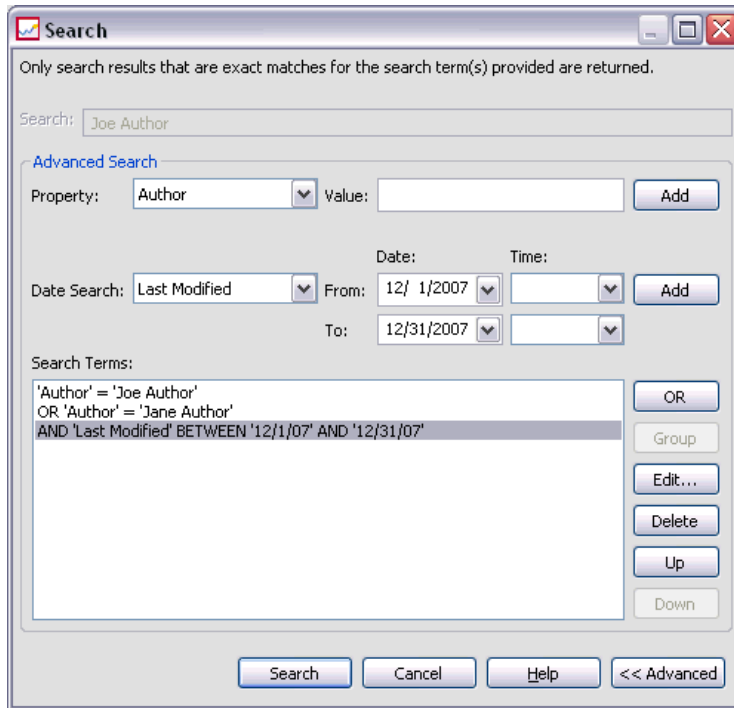 Search
Only search results that are exact matches for the search term(s) provided are returned.
Search: Joe Author
Advanced Search
Property: Author Value: Add
Date: Time:
Date Search: Last Modified From: 12/ 1/2007 Add
To: 12/31/2007
Search Terms:
'Author' = 'Joe Author'
OR 'Author' = 'Jane Author'
AND 'Last Modified' BETWEEN '12/1/07' AND '12/31/07'
OR
Group
Edit...
Delete
Up
Down
Search Cancel Help << Advanced